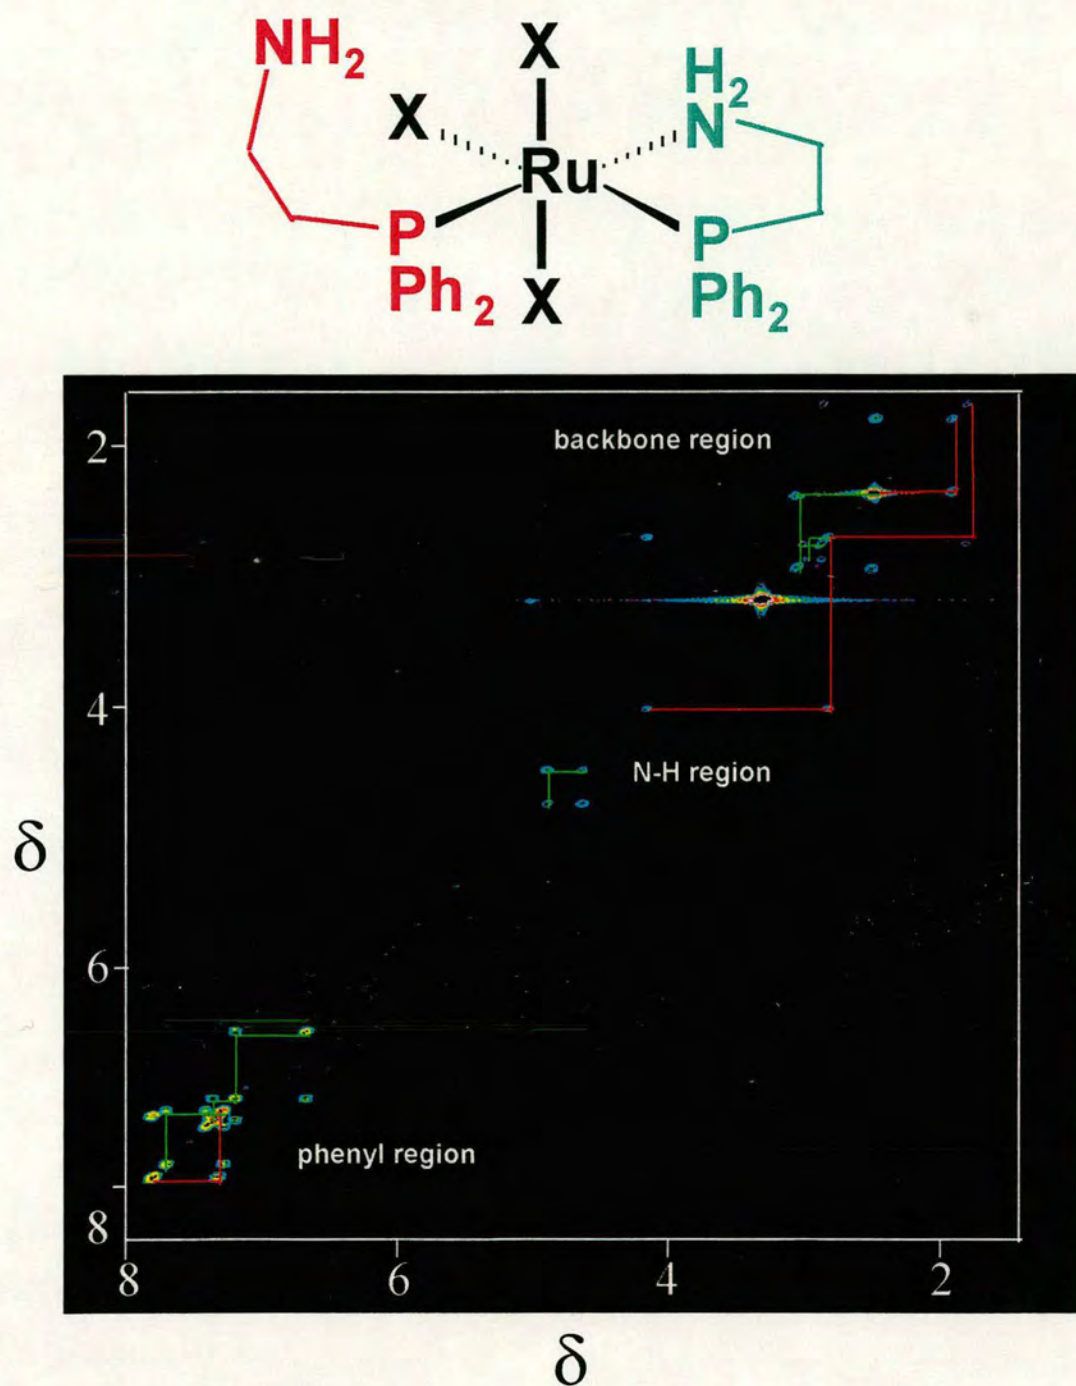 NH2
X
X
H2
N
Ru
P
Ph2
X
P
Ph2
backbone region
2
4
N-H region
δ
6
phenyl region
8
8 6 4 2
δ